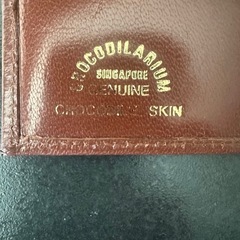 CROCODILARIUM
SINGAPORE
GENUINE
CROCODILE SKIN